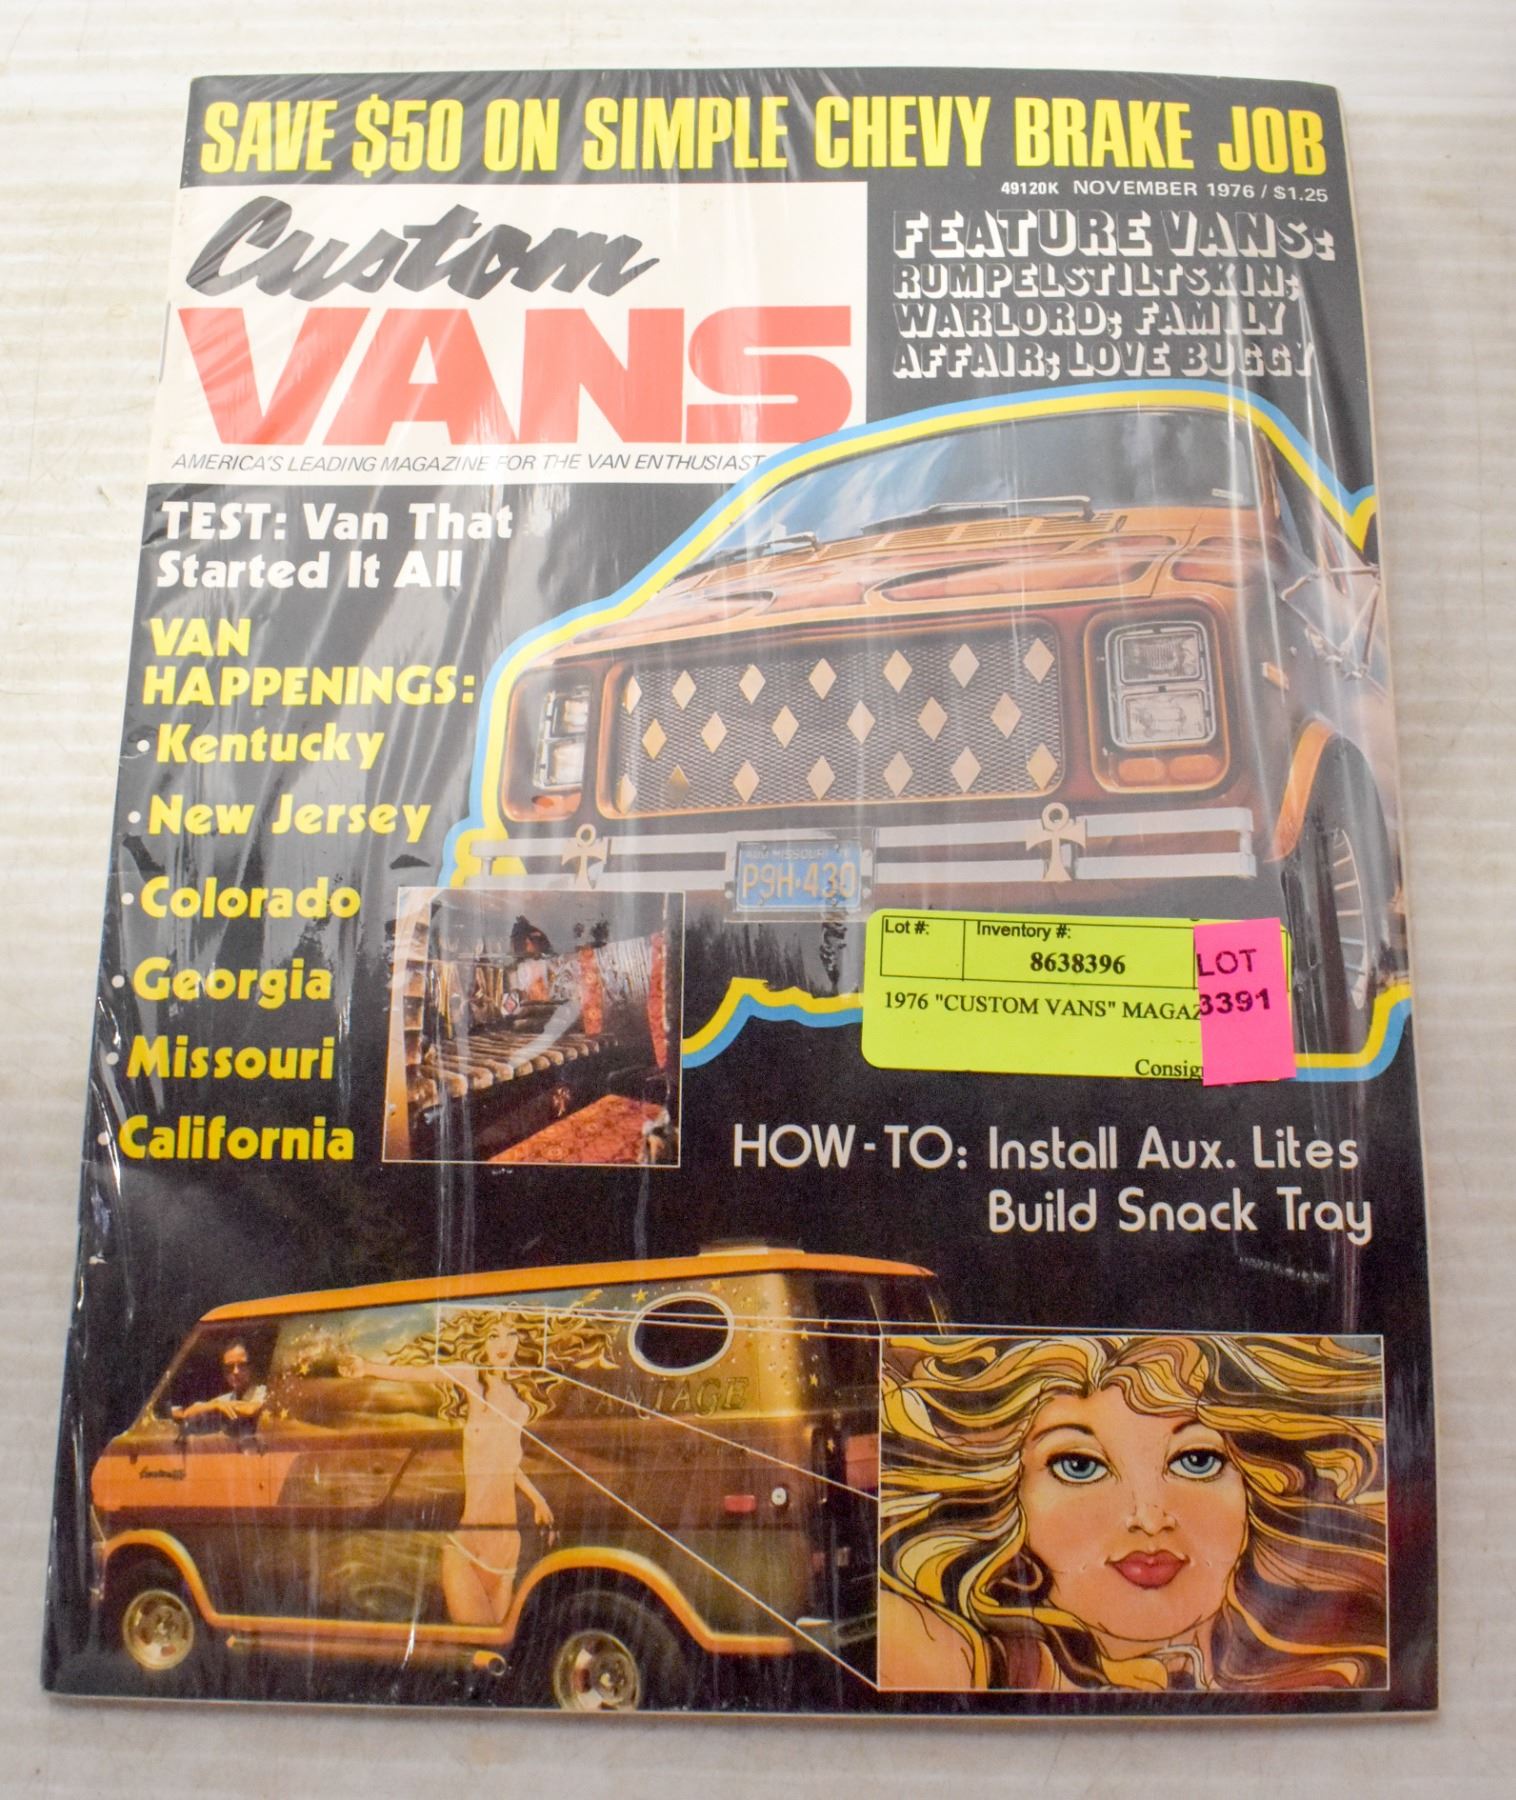 SAVE $50 ON SIMPLE CHEVY BRAKE JOB
49120K NOVEMBER 1976 / $1.25
Custom
VANS
AMERICA'S LEADING MAGAZINE FOR THE VAN ENTHUSIAST
FEATURE VANS:
RUMPELSTILTSKIN;
WARLORD; FAMILY
AFFAIR; LOVE BUGGY
TEST: Van That
Started It All
VAN
HAPPENINGS:
• Kentucky
• New Jersey
• Colorado
• Georgia
• Missouri
• California
MISSOURI
P9H-430
Lot #: Inventory #:
8638396
1976 "CUSTOM VANS" MAGAZ
Consig
LOT
3391
HOW-TO: Install Aux. Lites
Build Snack Tray
VANTAGE